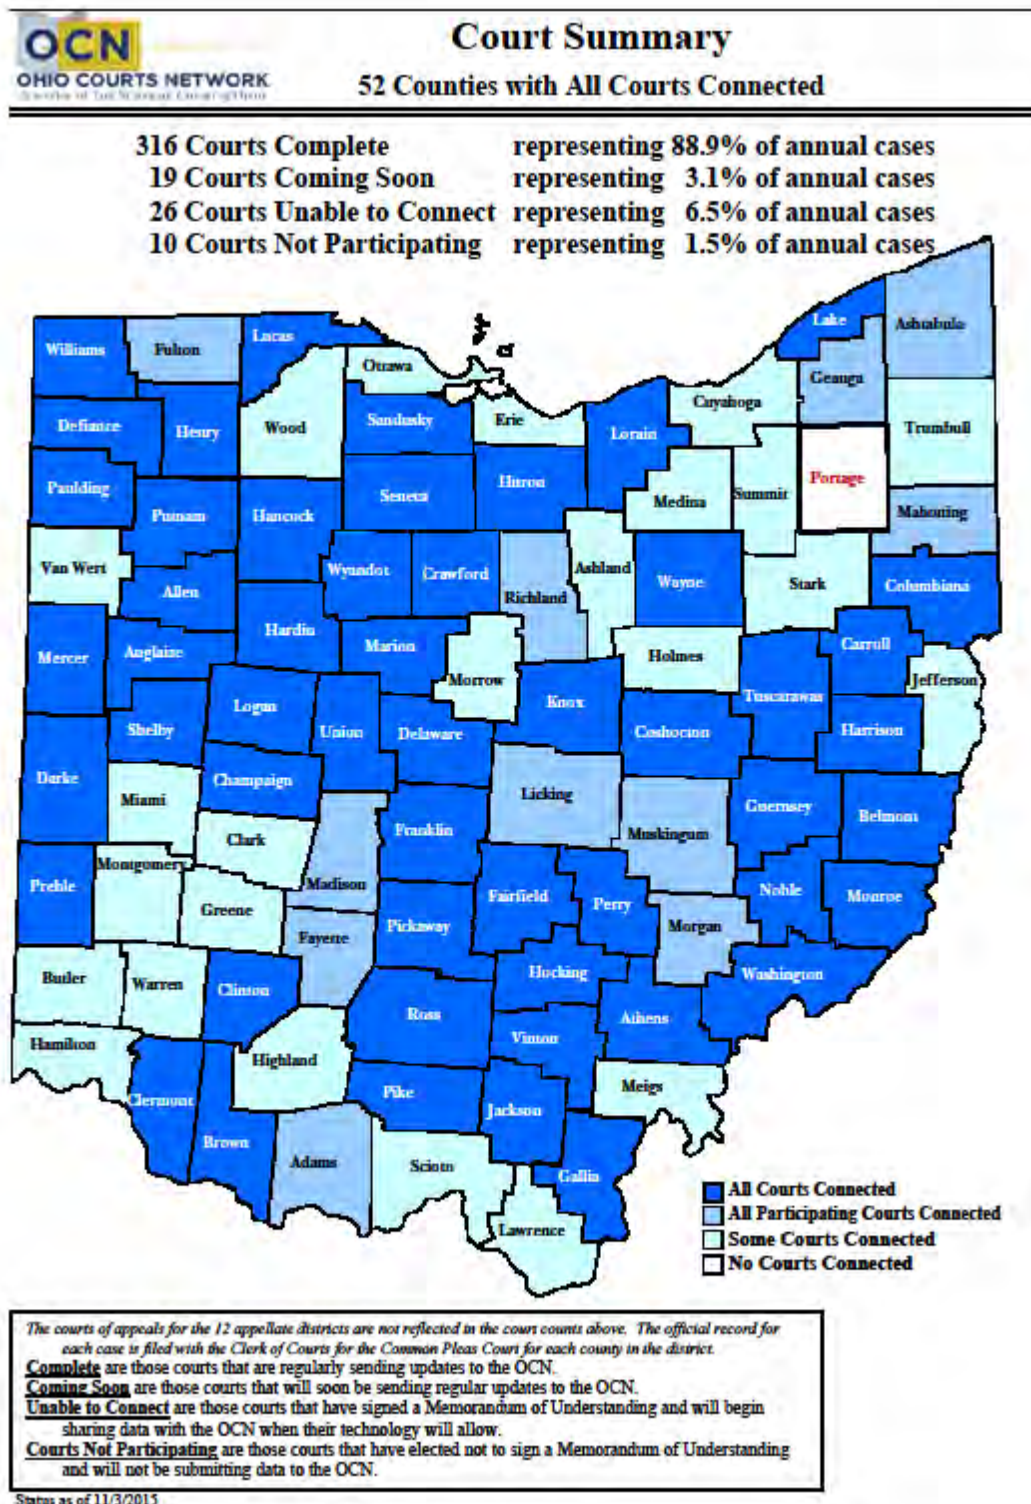 OCN
OHIO COURTS NETWORK
Court Summary
52 Counties with All Courts Connected
316 Courts Complete representing 88.9% of annual cases
19 Courts Coming Soon representing 3.1% of annual cases
26 Courts Unable to Connect representing 6.5% of annual cases
10 Courts Not Participating representing 1.5% of annual cases
Williams
Fulton
Lucas
Ottawa
Lake
Ashtabula
Geauga
Defiance
Henry
Wood
Sandusky
Erie
Lorain
Cuyahoga
Trumbull
Paulding
Putnam
Hancock
Seneca
Huron
Medina
Summit
Portage
Mahoning
Van Wert
Allen
Wyandot
Crawford
Richland
Ashland
Wayne
Stark
Columbiana
Mercer
Auglaize
Hardin
Marion
Morrow
Holmes
Carroll
Jefferson
Shelby
Logan
Union
Delaware
Knox
Coshocton
Tuscarawas
Harrison
Darke
Miami
Champaign
Clark
Franklin
Licking
Muskingum
Guernsey
Belmont
Preble
Montgomery
Greene
Madison
Fayette
Pickaway
Fairfield
Perry
Morgan
Noble
Monroe
Butler
Warren
Clinton
Ross
Hocking
Athens
Washington
Hamilton
Clermont
Brown
Highland
Pike
Vinton
Jackson
Meigs
Adams
Scioto
Gallia
Lawrence
All Courts Connected
All Participating Courts Connected
Some Courts Connected
No Courts Connected
The courts of appeals for the 12 appellate districts are not reflected in the court counts above. The official record for
each case is filed with the Clerk of Courts for the Common Pleas Court for each county in the district.
Complete are those courts that are regularly sending updates to the OCN.
Coming Soon are those courts that will soon be sending regular updates to the OCN.
Unable to Connect are those courts that have signed a Memorandum of Understanding and will begin
sharing data with the OCN when their technology will allow.
Courts Not Participating are those courts that have elected not to sign a Memorandum of Understanding
and will not be submitting data to the OCN.
Status as of 11/3/2015